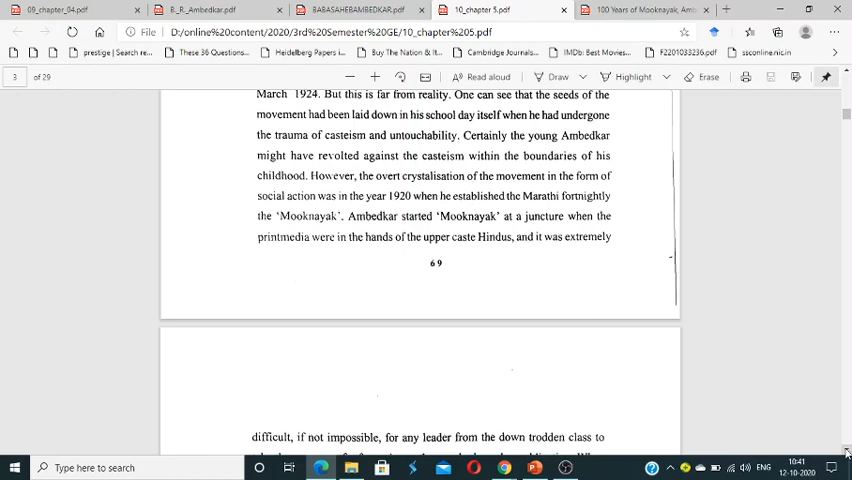 09_chapter_04.pdf
B_R_Ambedkar.pdf
BABASAHEBAMBEDKAR.pdf
10_chapter 5.pdf
100 Years of Mooknayak, Amb
File
D:/online%20content/2020/3rd%20Semester%20GE/10_chapter%205.pdf
prestige | Search O...
These 36 Questions...
Heidelberg Papers i...
Buy The Nation & It...
Cambridge Journals...
IMDb: Best Movies...
F2201033236.pdf
ssconline.nic.in
3
of 29
Read aloud
Draw
Highlight
Erase
March 1924. But this is far from reality. One can see that the seeds of the
movement had been laid down in his school day itself when he had undergone
the trauma of casteism and untouchability. Certainly the young Ambedkar
might have revolted against the casteism within the boundaries of his
childhood. However, the overt crystalisation of the movement in the form of
social action was in the year 1920 when he established the Marathi fortnightly
the 'Mooknayak'. Ambedkar started 'Mooknayak' at a juncture when the
printmedia were in the hands of the upper caste Hindus, and it was extremely
69
difficult, if not impossible, for any leader from the down trodden class to
Type here to search
ENG
10:41
12-10-2020